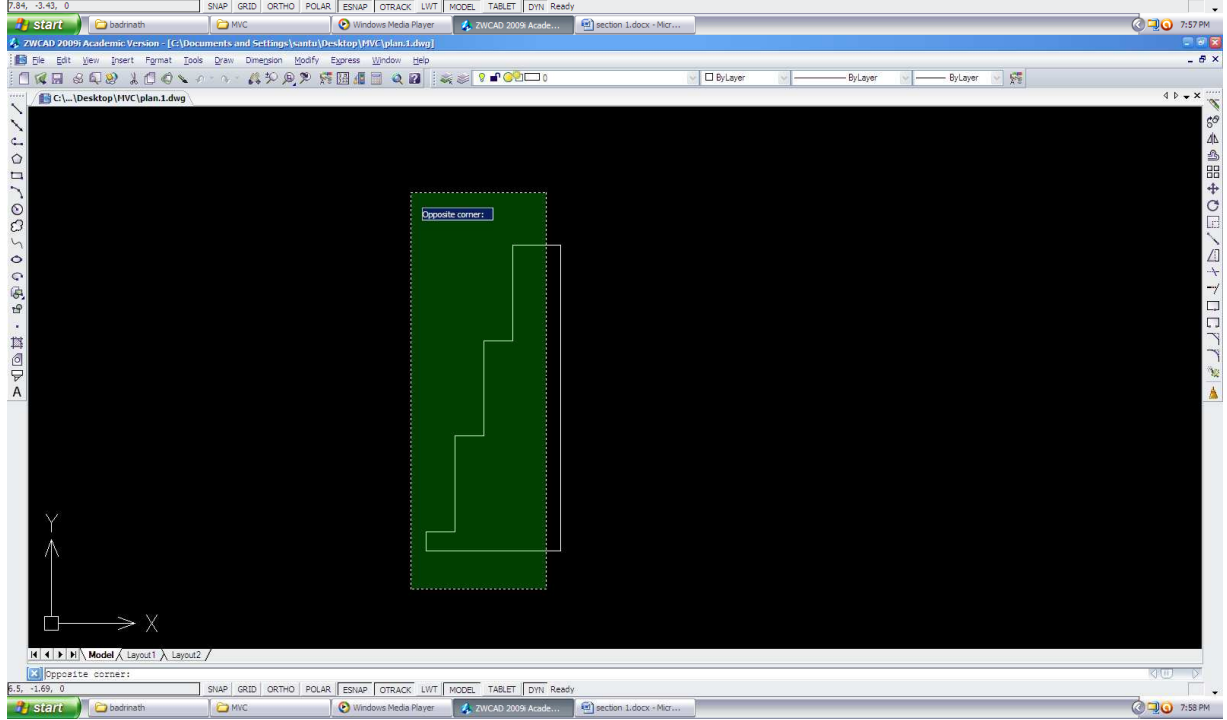 7.84, -3.43, 0 SNAP GRID ORTHO POLAR ESNAP OTRACK LWT MODEL TABLET DYN Ready
start badrinath MVC Windows Media Player ZWCAD 2009i Acade... section 1.docx - Micr... 7:57 PM
ZWCAD 2009i Academic Version - [C:\Documents and Settings\santu\Desktop\MVC\plan.1.dwg]
File Edit View Insert Format Tools Draw Dimension Modify Express Window Help
0 ByLayer ByLayer ByLayer
C:\...\Desktop\MVC\plan.1.dwg
Opposite corner:
A
Y
X
Model Layout1 Layout2
Opposite corner:
6.5, -1.69, 0 SNAP GRID ORTHO POLAR ESNAP OTRACK LWT MODEL TABLET DYN Ready
start badrinath MVC Windows Media Player ZWCAD 2009i Acade... section 1.docx - Micr... 7:58 PM